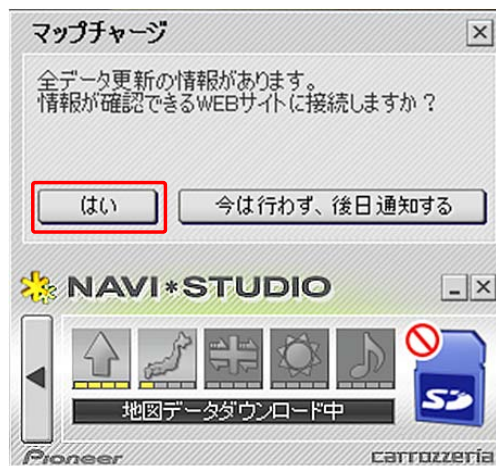 マップチャージ
全データ更新の情報があります。
情報が確認できるWEBサイトに接続しますか？
はい
今は行わず、後日通知する
NAVI*STUDIO
地図データダウンロード中
SD
Pioneer
carrozzeria